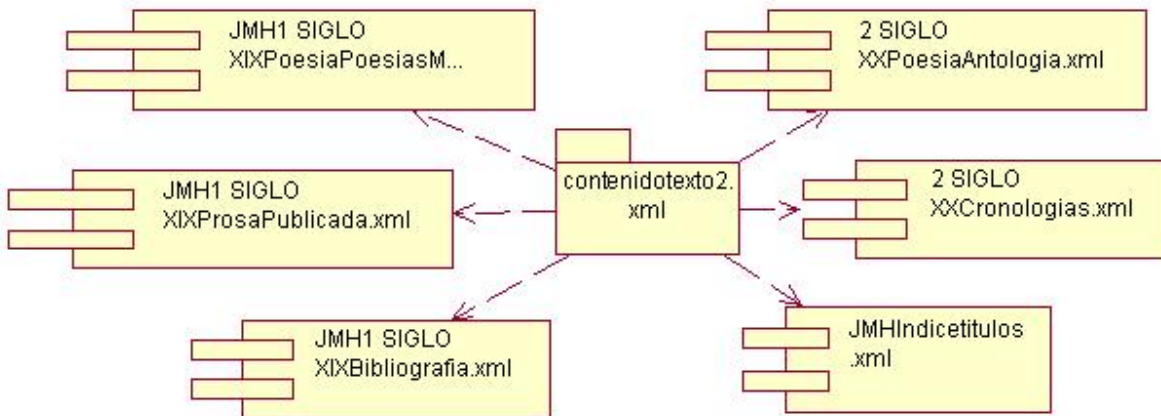 JMH1 SIGLO
XIXPoesiaPoesiasM...
2 SIGLO
XXPoesiaAntologia.xml
JMH1 SIGLO
XIXProsaPublicada.xml
contenidotexto2.
xml
2 SIGLO
XXCronologias.xml
JMH1 SIGLO
XIXBibliografia.xml
JMHIndicetitulos
.xml